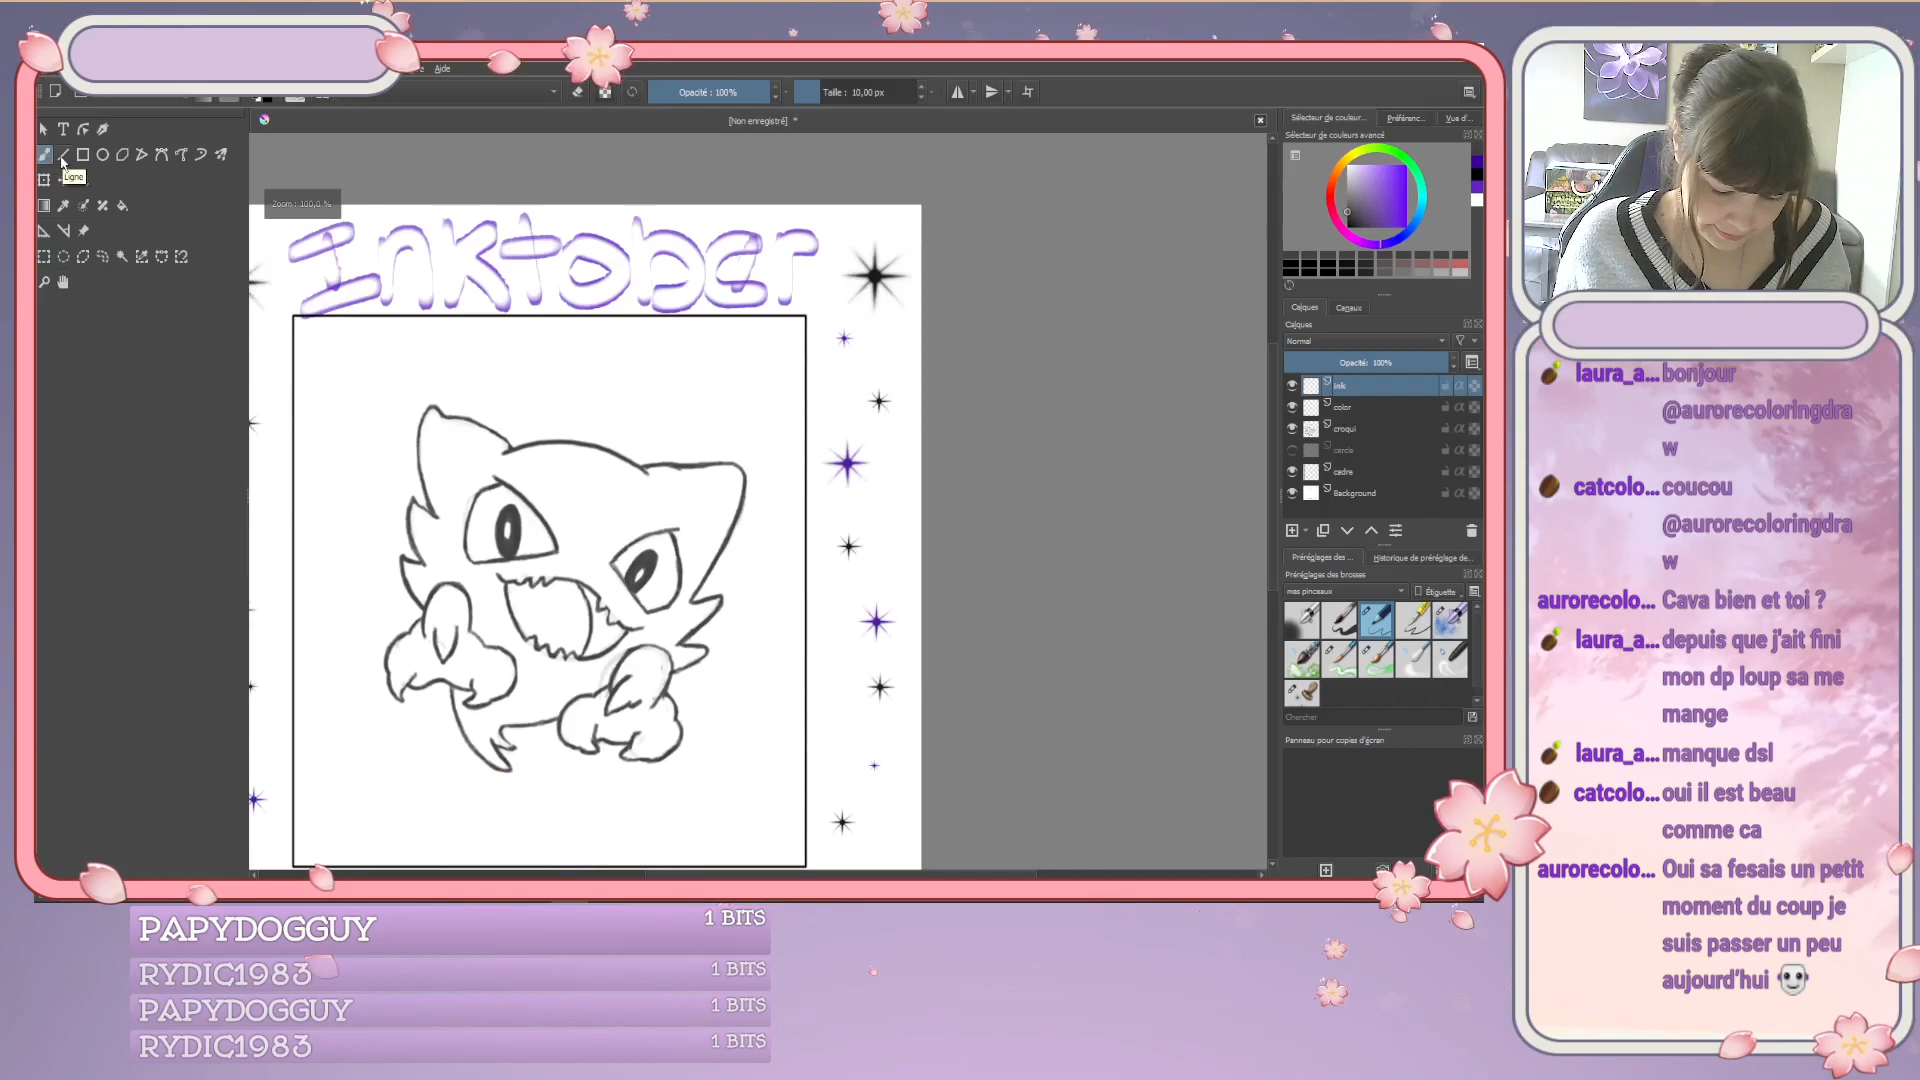 Aide
Opacité : 100%
Taille : 10,00 px
[Non enregistré] *
Ligne
Zoom : 100,0 %
Inktober
Sélecteur de couleur...
Préférenc...
Vue d'...
Sélecteur de couleurs avancé
Calques
Canaux
Calques
Normal
Opacité: 100%
ink
color
croqui
cercle
cadre
Background
Préréglages des ...
Historique de préréglage de...
Préréglages des brosses
mes pinceaux
Étiquette
Chercher
Panneau pour copies d'écran
laura_a... bonjour
@aurorecoloringdra
w
catcolo... coucou
@aurorecoloringdra
w
aurorecolo... Cava bien et toi ?
laura_a... depuis que j'ait fini
mon dp loup sa me
mange
laura_a... manque dsl
catcolo... oui il est beau
comme ca
aurorecolo... Oui sa fesais un petit
moment du coup je
suis passer un peu
aujourd'hui
PAPYDOGGUY 1 BITS
RYDIC1983 1 BITS
PAPYDOGGUY 1 BITS
RYDIC1983 1 BITS